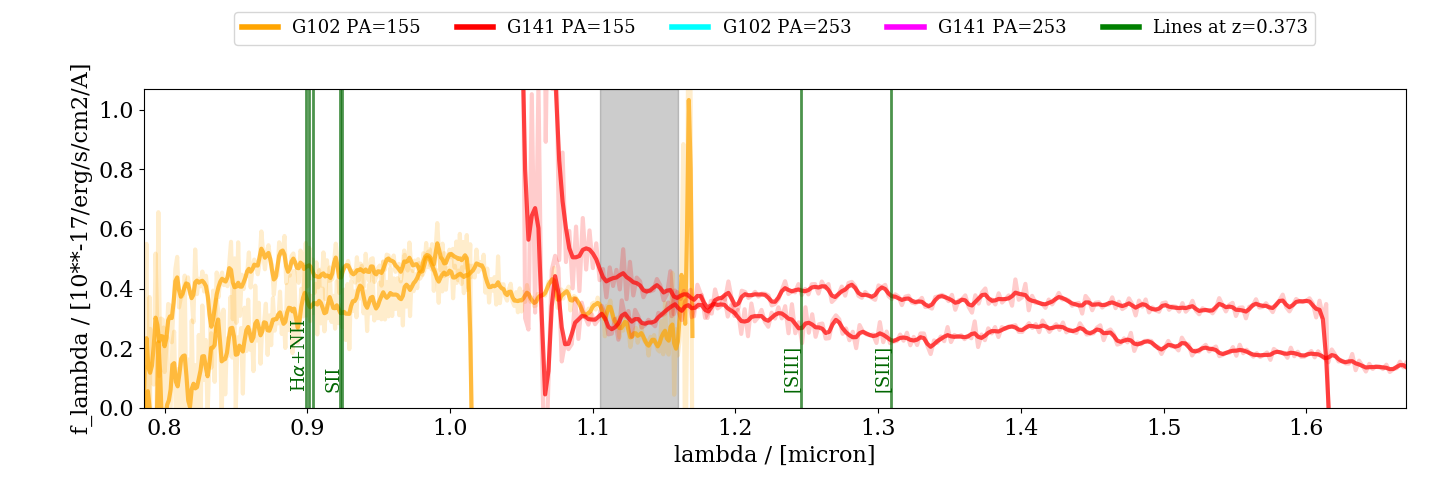 G102 PA=155 G141 PA=155 G102 PA=253 G141 PA=253 Lines at z=0.373
f_lambda / [10**-17/erg/s/cm2/A]
1.0
0.8
0.6
0.4
0.2
0.0
Hα+NII
SII
[SIII]
[SIII]
0.8 0.9 1.0 1.1 1.2 1.3 1.4 1.5 1.6
lambda / [micron]